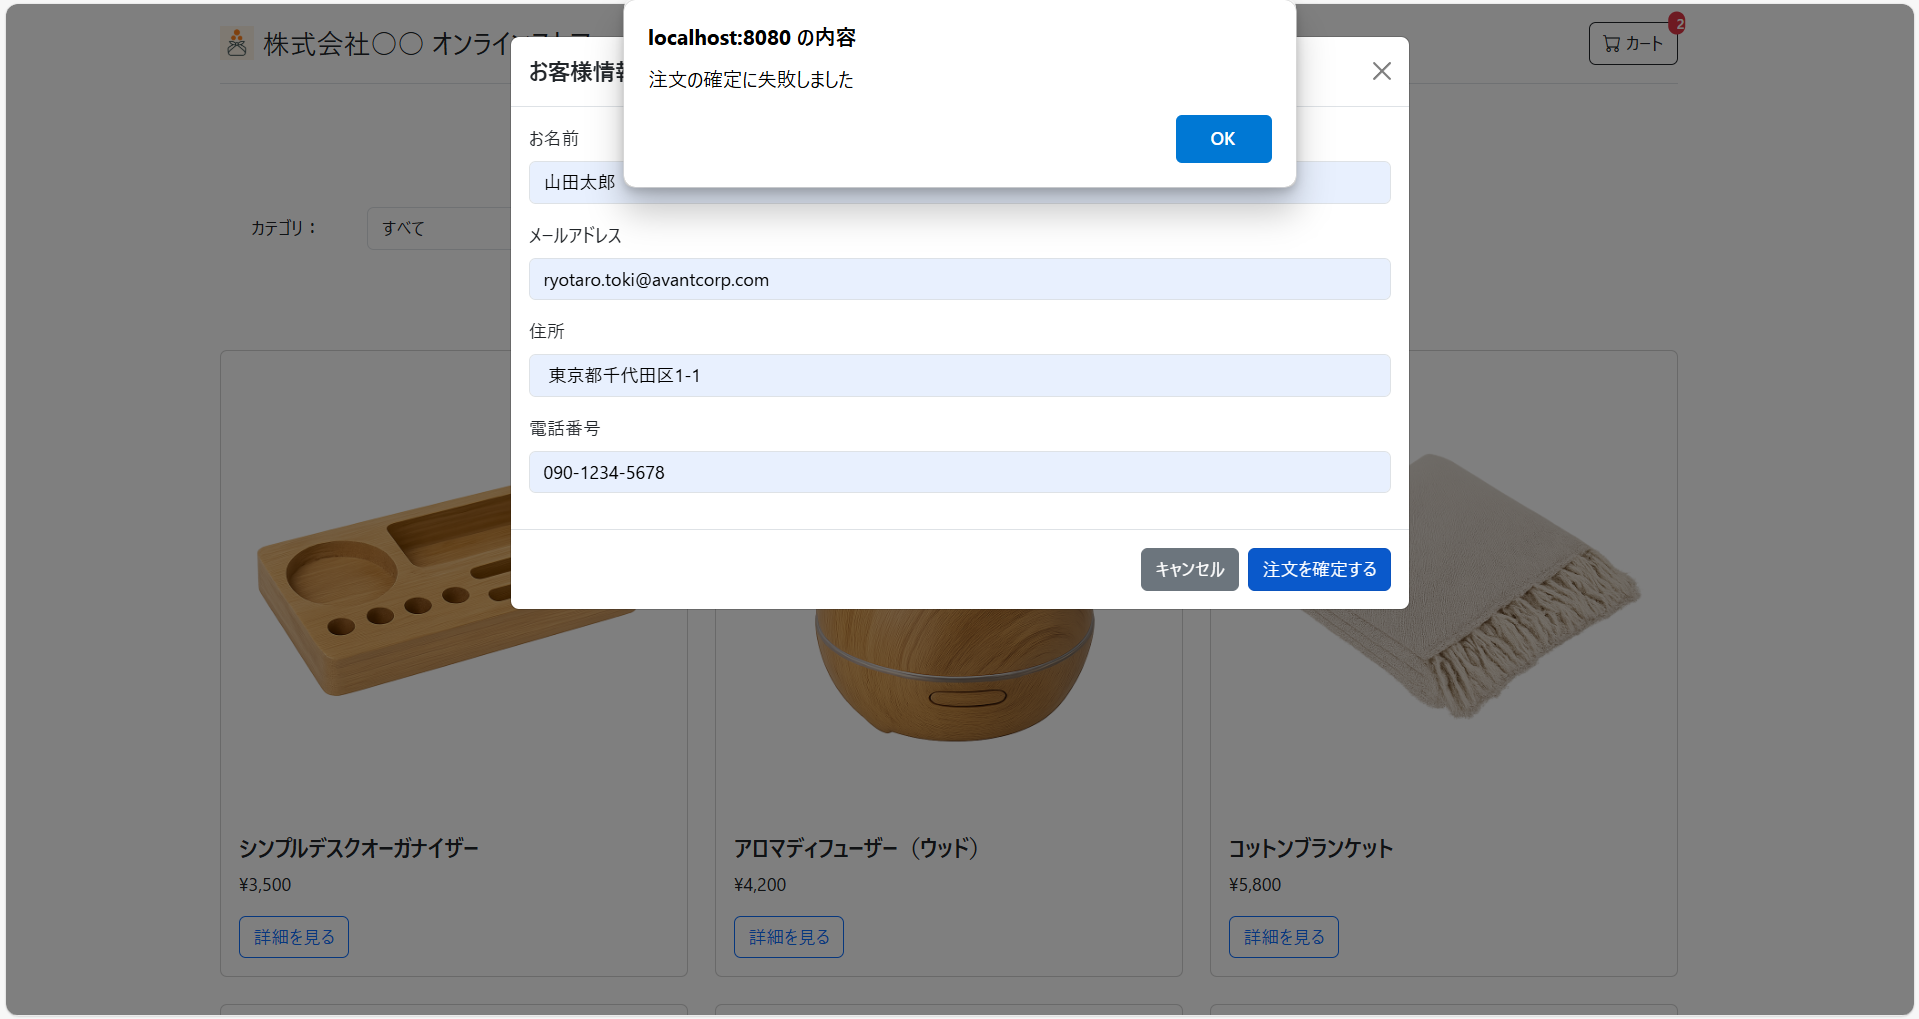 株式会社〇〇 オンラインストア
カート
2
localhost:8080 の内容
注文の確定に失敗しました
OK
お客様情報
お名前
山田太郎
メールアドレス
ryotaro.toki@avantcorp.com
住所
東京都千代田区1-1
電話番号
090-1234-5678
キャンセル
注文を確定する
カテゴリ：
すべて
シンプルデスクオーガナイザー
¥3,500
詳細を見る
アロマディフューザー（ウッド）
¥4,200
詳細を見る
コットンブランケット
¥5,800
詳細を見る